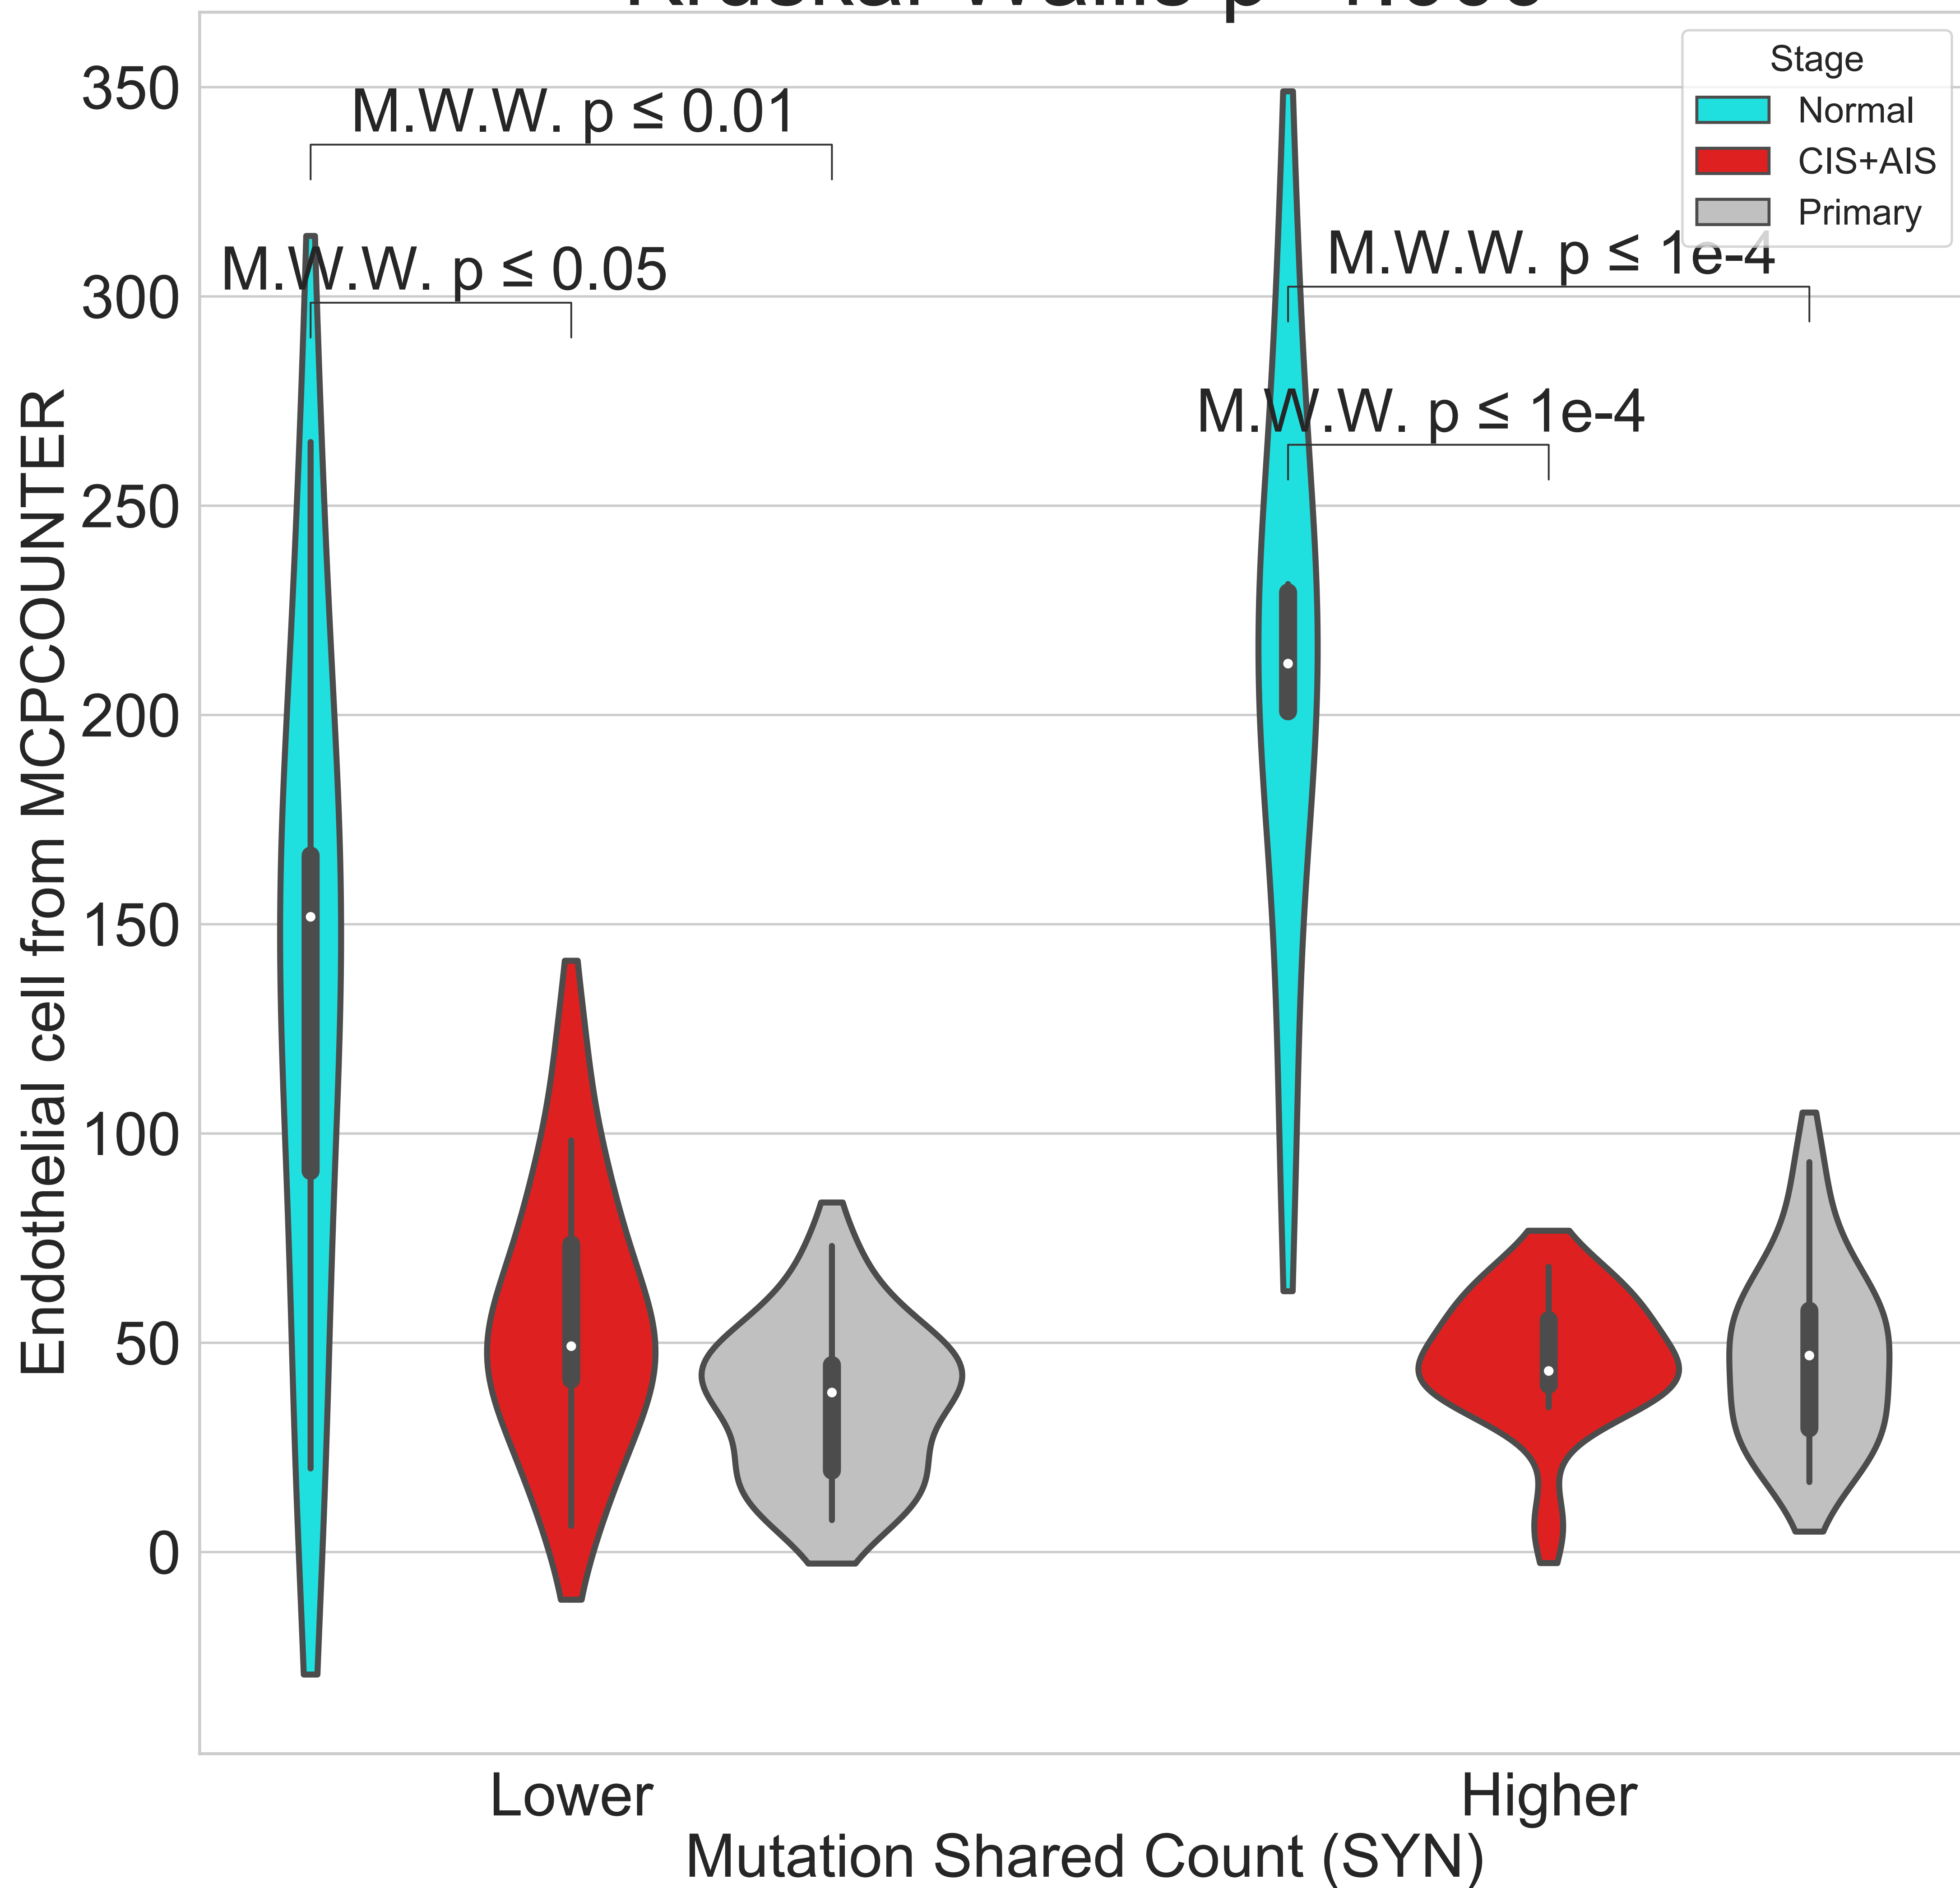 Stage
Normal
CIS+AIS
Primary
M.W.W. p ≤ 0.01
M.W.W. p ≤ 0.05
M.W.W. p ≤ 1e-4
M.W.W. p ≤ 1e-4
Endothelial cell from MCPCOUNTER
350
300
250
200
150
100
50
0
Lower
Higher
Mutation Shared Count (SYN)